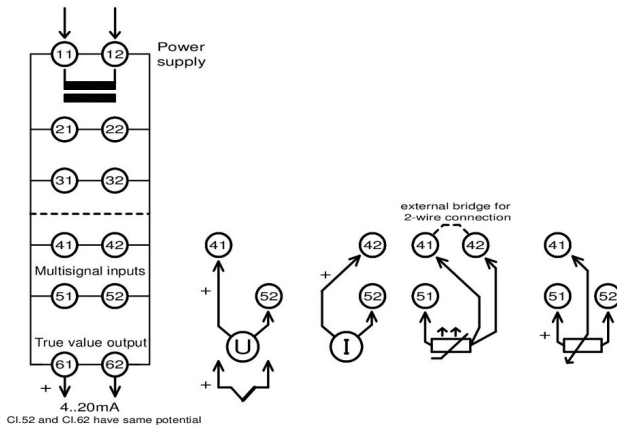 11 12
Power
supply
21 22
31 32
external bridge for
2-wire connection
41 42
41
42
41
42
41
Multisignal inputs
51 52
52
52
51
51
52
+
+
+
True value output
U
I
61 62
+
+
4..20mA
Cl.52 and Cl.62 have same potential